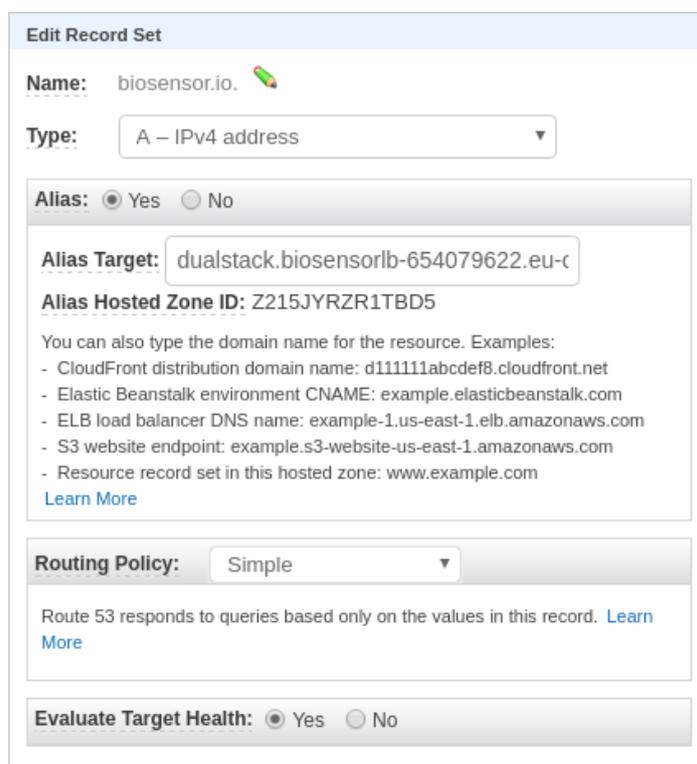 Edit Record Set
Name: biosensor.io.
Type: A – IPv4 address
Alias: Yes No
Alias Target: dualstack.biosensorlb-654079622.eu-c
Alias Hosted Zone ID: Z215JYRZR1TBD5
You can also type the domain name for the resource. Examples:
- CloudFront distribution domain name: d111111abcdef8.cloudfront.net
- Elastic Beanstalk environment CNAME: example.elasticbeanstalk.com
- ELB load balancer DNS name: example-1.us-east-1.elb.amazonaws.com
- S3 website endpoint: example.s3-website-us-east-1.amazonaws.com
- Resource record set in this hosted zone: www.example.com
Learn More
Routing Policy: Simple
Route 53 responds to queries based only on the values in this record. Learn
More
Evaluate Target Health: Yes No